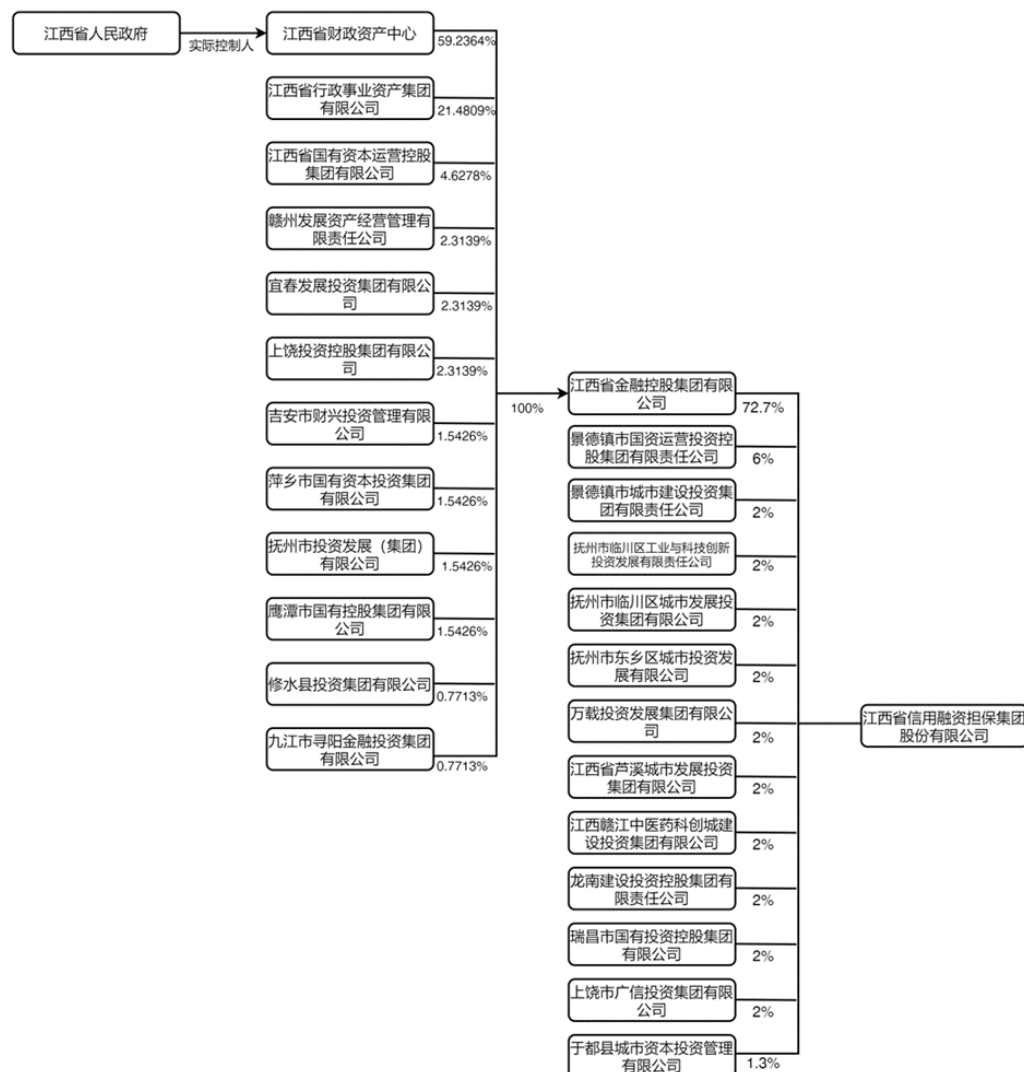 江西省人民政府
实际控制人
江西省财政资产中心
59.2364%
江西省行政事业资产集团
有限公司
21.4809%
江西省国有资本运营控股
集团有限公司
4.6278%
赣州发展资产经营管理有
限责任公司
2.3139%
宜春发展投资集团有限公
司
2.3139%
上饶投资控股集团有限公
司
2.3139%
吉安市财兴投资管理有限
公司
1.5426%
萍乡市国有资本投资集团
有限公司
1.5426%
抚州市投资发展（集团）
有限公司
1.5426%
鹰潭市国有控股集团有限
公司
1.5426%
修水县投资集团有限公司
0.7713%
九江市寻阳金融投资集团
有限公司
0.7713%
100%
江西省金融控股集团有限
公司
72.7%
景德镇市国资运营投资控
股集团有限责任公司
6%
景德镇市城市建设投资集
团有限责任公司
2%
抚州市临川区工业与科技创新
投资发展有限责任公司
2%
抚州市临川区城市发展投
资集团有限公司
2%
抚州市东乡区城市投资发
展有限公司
2%
万载投资发展集团有限公
司
2%
江西省芦溪城市发展投资
集团有限公司
2%
江西赣江中医药科创城建
设投资集团有限公司
2%
龙南建设投资控股集团有
限责任公司
2%
瑞昌市国有投资控股集团
有限公司
2%
上饶市广信投资集团有限
公司
2%
于都县城市资本投资管理
有限公司
1.3%
江西省信用融资担保集团
股份有限公司